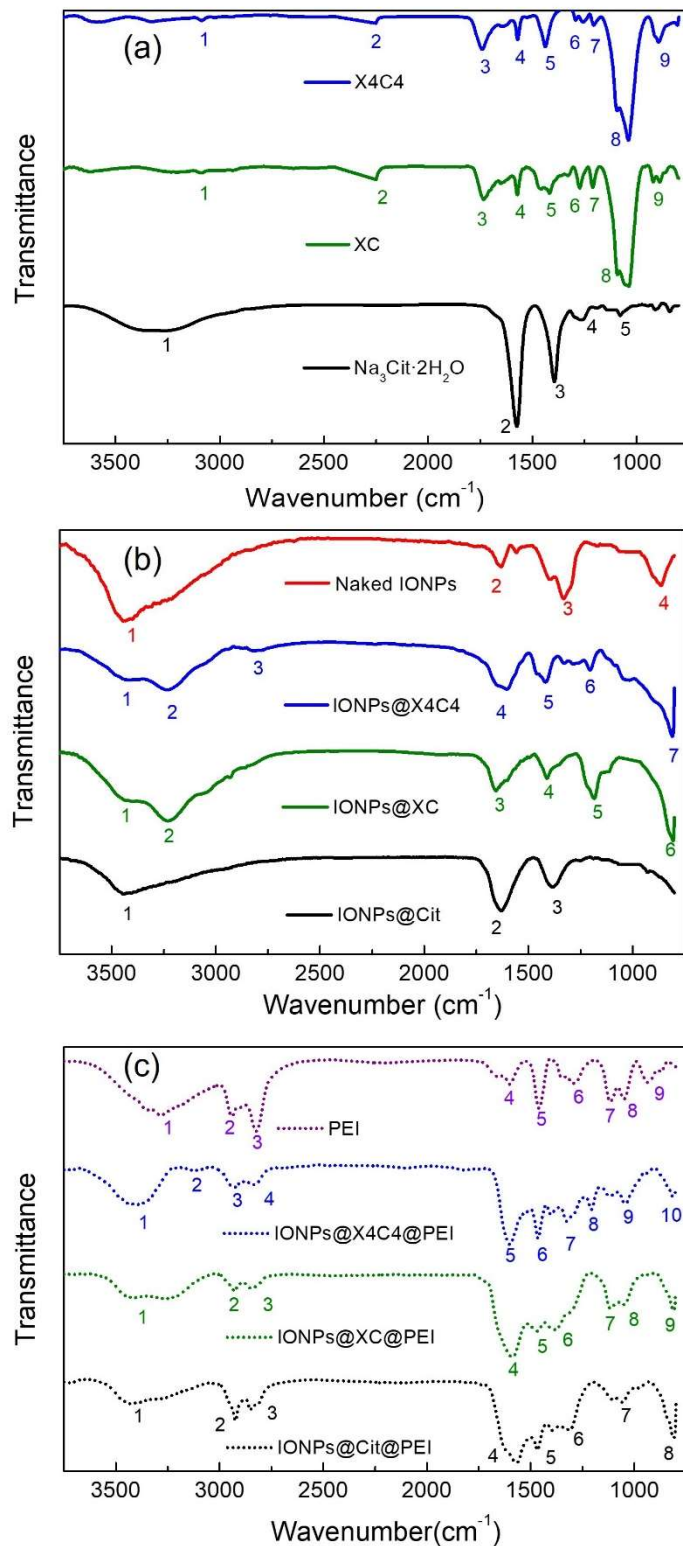 (a)
1 2 3 4 5 6 7 8 9
X4C4
1 2 3 4 5 6 7 8 9
XC
1 2 3 4 5
Na₃Cit·2H₂O
Transmittance
3500 3000 2500 2000 1500 1000
Wavenumber (cm⁻¹)
(b)
1 2 3 4
Naked IONPs
1 2 3 4 5 6 7
IONPs@X4C4
1 2 3 4 5 6
IONPs@XC
1 2 3
IONPs@Cit
Transmittance
3500 3000 2500 2000 1500 1000
Wavenumber (cm⁻¹)
(c)
1 2 3 4 5 6 7 8 9
PEI
1 2 3 4 5 6 7 8 9 10
IONPs@X4C4@PEI
1 2 3 4 5 6 7 8 9
IONPs@XC@PEI
1 2 3 4 5 6 7 8
IONPs@Cit@PEI
Transmittance
3500 3000 2500 2000 1500 1000
Wavenumber(cm⁻¹)